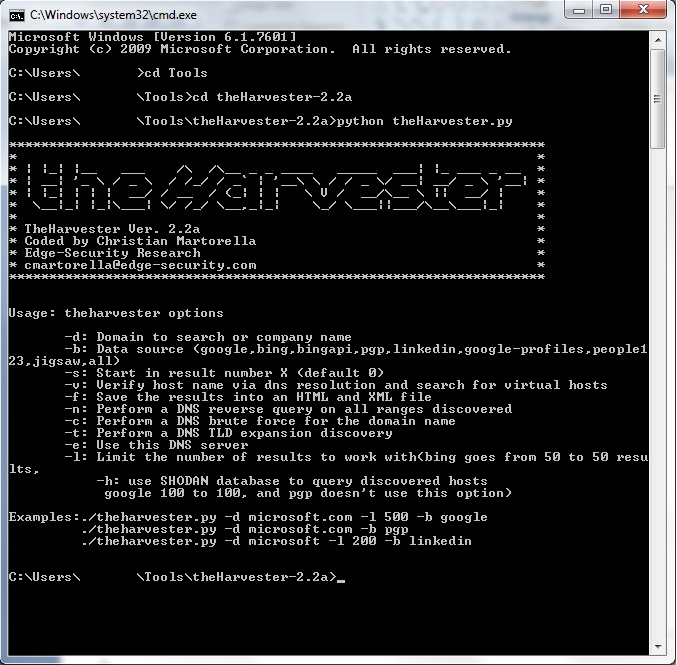 C:\Windows\system32\cmd.exe
Microsoft Windows [Version 6.1.7601]
Copyright (c) 2009 Microsoft Corporation.  All rights reserved.
C:\Users\       >cd Tools
C:\Users\       \Tools>cd theHarvester-2.2a
C:\Users\       \Tools\theHarvester-2.2a>python theHarvester.py
*******************************************************************
the Harvester
* TheHarvester Ver. 2.2a *
* Coded by Christian Martorella *
* Edge-Security Research *
* cmartorella@edge-security.com *
*******************************************************************
Usage: theharvester options
-d: Domain to search or company name
-b: Data source (google,bing,bingapi,pgp,linkedin,google-profiles,people1
23,jigsaw,all)
-s: Start in result number X (default 0)
-v: Verify host name via dns resolution and search for virtual hosts
-f: Save the results into an HTML and XML file
-n: Perform a DNS reverse query on all ranges discovered
-c: Perform a DNS brute force for the domain name
-t: Perform a DNS TLD expansion discovery
-e: Use this DNS server
-l: Limit the number of results to work with(bing goes from 50 to 50 resu
lts,
-h: use SHODAN database to query discovered hosts
google 100 to 100, and pgp doesn't use this option)
Examples:./theharvester.py -d microsoft.com -l 500 -b google
./theharvester.py -d microsoft.com -b pgp
./theharvester.py -d microsoft -l 200 -b linkedin
C:\Users\       \Tools\theHarvester-2.2a>_